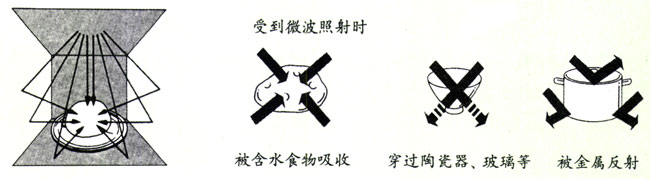 受到微波照射时
被含水食物吸收
穿过陶瓷器、玻璃等
被金属反射